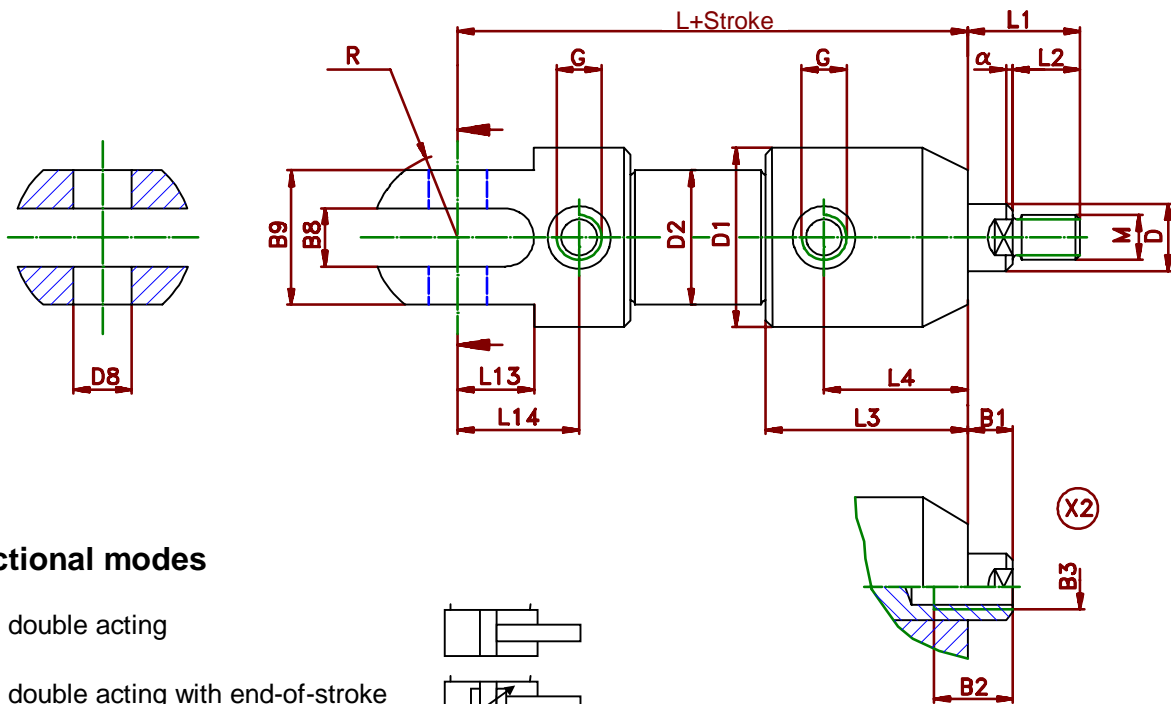 L+Stroke
L1
R
G
G
α
L2
B9
B8
D2
D1
M
D
D8
L13
L14
L4
L3
B1
X2
B3
B2
ctional modes
double acting
double acting with end-of-stroke